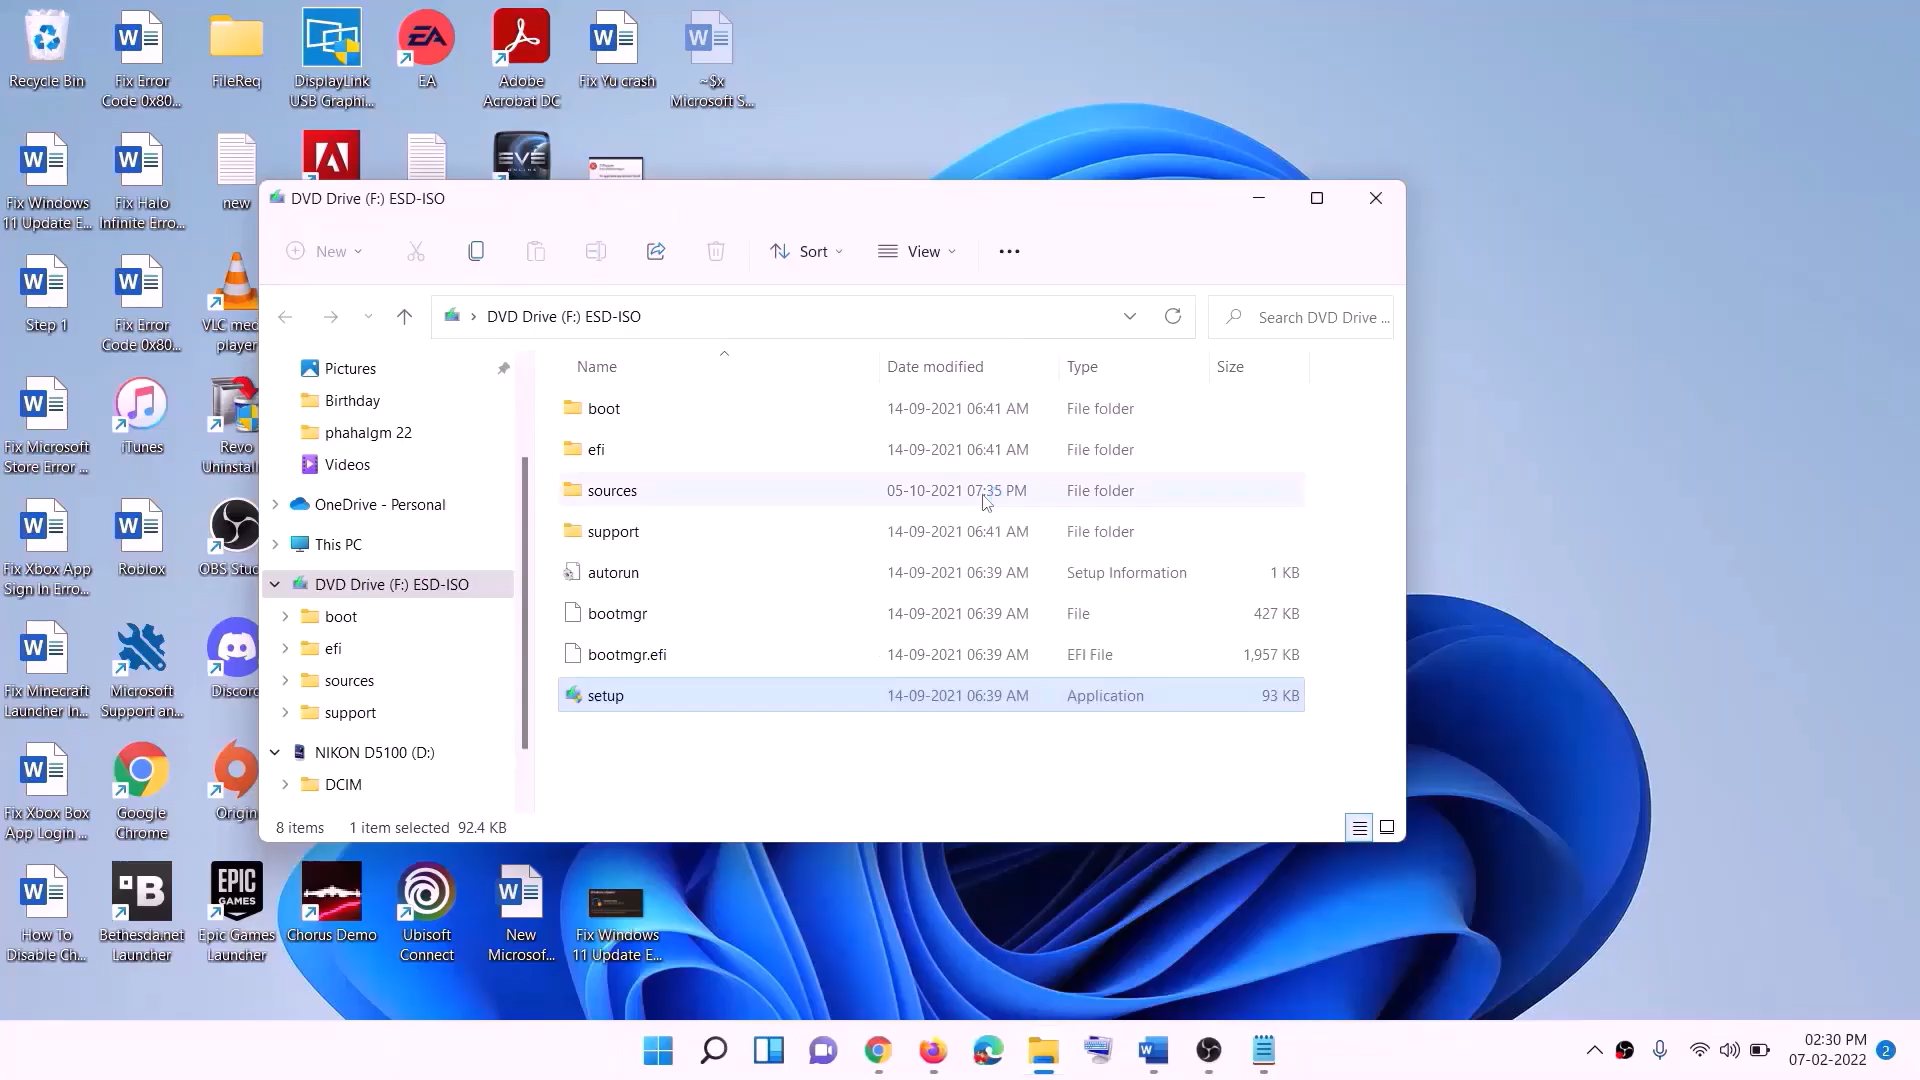 Recycle Bin
Fix Error
Code 0x80...
FileReq
DisplayLink
USB Graphi...
EA
Adobe
Acrobat DC
Fix Yu crash
~$x
Microsoft S...
Fix Windows
11 Update E...
Fix Halo
Infinite Erro...
new
EVE
ONLINE
DVD Drive (F:) ESD-ISO
New
Sort
View
DVD Drive (F:) ESD-ISO
Search DVD Drive ...
Step 1
Fix Error
Code 0x80...
VLC med
player
Fix Microsoft
Store Error ...
iTunes
Revo
Uninstall
Fix Xbox App
Sign In Erro...
Roblox
OBS Stud
Fix Minecraft
Launcher In...
Microsoft
Support an...
Discord
Fix Xbox Box
App Login ...
Google
Chrome
Origin
Pictures
Birthday
phahalgm 22
Videos
OneDrive - Personal
This PC
DVD Drive (F:) ESD-ISO
boot
efi
sources
support
NIKON D5100 (D:)
DCIM
Name Date modified Type Size
boot 14-09-2021 06:41 AM File folder
efi 14-09-2021 06:41 AM File folder
sources 05-10-2021 07:35 PM File folder
support 14-09-2021 06:41 AM File folder
autorun 14-09-2021 06:39 AM Setup Information 1 KB
bootmgr 14-09-2021 06:39 AM File 427 KB
bootmgr.efi 14-09-2021 06:39 AM EFI File 1,957 KB
setup 14-09-2021 06:39 AM Application 93 KB
8 items 1 item selected 92.4 KB
How To
Disable Ch...
Bethesda.net
Launcher
EPIC
GAMES
Epic Games
Launcher
Chorus Demo
Ubisoft
Connect
New
Microsof...
Fix Windows
11 Update E...
02:30 PM
07-02-2022
2